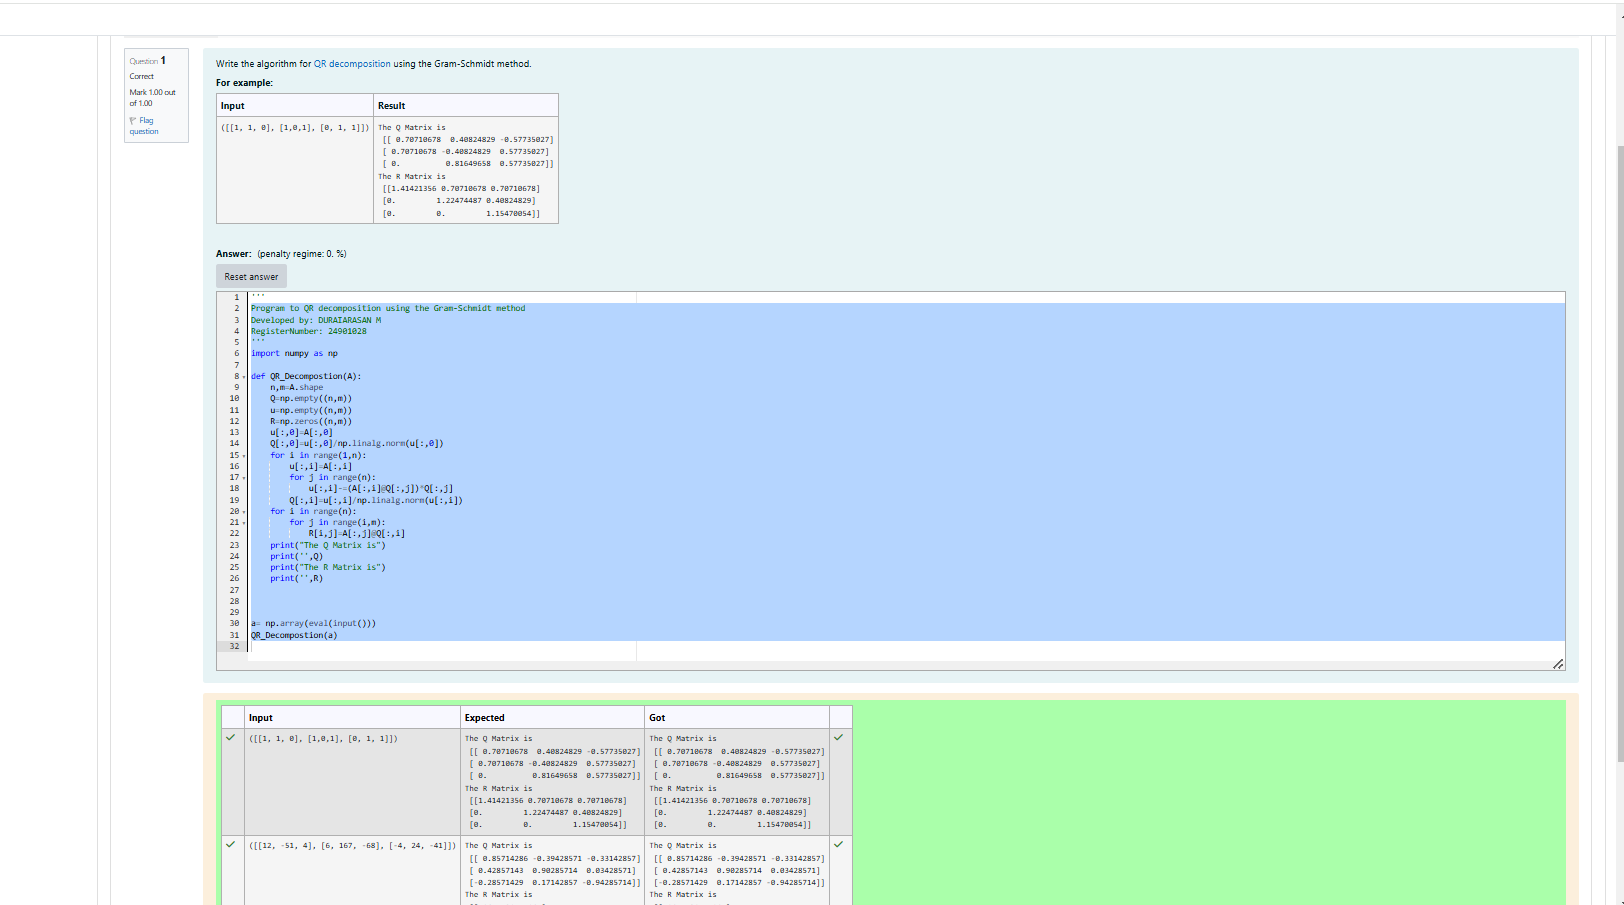 Question 1
Correct
Mark 1.00 out
of 1.00
Flag
question
Write the algorithm for QR decomposition using the Gram-Schmidt method.
For example:
Input Result
([[1, 1, 0], [1,0,1], [0, 1, 1]]) The Q Matrix is
[[ 0.70710678 0.40824829 -0.57735027]
[ 0.70710678 -0.40824829 0.57735027]
[ 0. 0.81649658 0.57735027]]
The R Matrix is
[[1.41421356 0.70710678 0.70710678]
[0. 1.22474487 0.40824829]
[0. 0. 1.15470054]]
Answer: (penalty regime: 0. %)
Reset answer
1 '''
2 Program to QR decomposition using the Gram-Schmidt method
3 Developed by: DURAIARASAN M
4 RegisterNumber: 24901028
5 '''
6 import numpy as np
7
8 def QR_Decompostion(A):
9 n,m=A.shape
10 Q=np.empty((n,m))
11 u=np.empty((n,m))
12 R=np.zeros((n,m))
13 u[:,0]=A[:,0]
14 Q[:,0]=u[:,0]/np.linalg.norm(u[:,0])
15 for i in range(1,n):
16 u[:,i]=A[:,i]
17 for j in range(n):
18 u[:,i]-=(A[:,i]@Q[:,j])*Q[:,j]
19 Q[:,i]=u[:,i]/np.linalg.norm(u[:,i])
20 for i in range(n):
21 for j in range(i,m):
22 R[i,j]=A[:,j]@Q[:,i]
23 print("The Q Matrix is")
24 print('',Q)
25 print("The R Matrix is")
26 print('',R)
27
28
29
30 a= np.array(eval(input()))
31 QR_Decompostion(a)
32
Input Expected Got
([[1, 1, 0], [1,0,1], [0, 1, 1]]) The Q Matrix is The Q Matrix is
[[ 0.70710678 0.40824829 -0.57735027] [[ 0.70710678 0.40824829 -0.57735027]
[ 0.70710678 -0.40824829 0.57735027] [ 0.70710678 -0.40824829 0.57735027]
[ 0. 0.81649658 0.57735027]] [ 0. 0.81649658 0.57735027]]
The R Matrix is The R Matrix is
[[1.41421356 0.70710678 0.70710678] [[1.41421356 0.70710678 0.70710678]
[0. 1.22474487 0.40824829] [0. 1.22474487 0.40824829]
[0. 0. 1.15470054]] [0. 0. 1.15470054]]
([[12, -51, 4], [6, 167, -68], [-4, 24, -41]]) The Q Matrix is The Q Matrix is
[[ 0.85714286 -0.39428571 -0.33142857] [[ 0.85714286 -0.39428571 -0.33142857]
[ 0.42857143 0.90285714 0.03428571] [ 0.42857143 0.90285714 0.03428571]
[-0.28571429 0.17142857 -0.94285714]] [-0.28571429 0.17142857 -0.94285714]]
The R Matrix is The R Matrix is